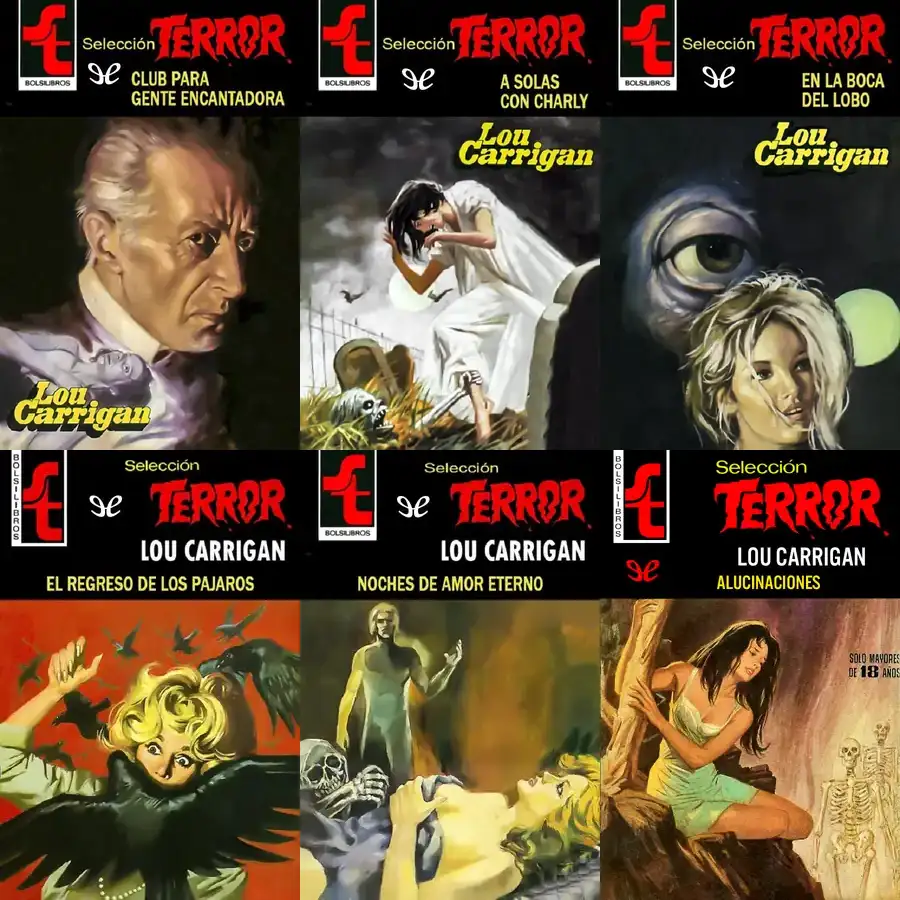 BOLSILIBROS
Selección TERROR
CLUB PARA
GENTE ENCANTADORA
Lou
Carrigan
BOLSILIBROS
Selección TERROR
A SOLAS
CON CHARLY
Lou
Carrigan
BOLSILIBROS
Selección TERROR
EN LA BOCA
DEL LOBO
Lou
Carrigan
BOLSILIBROS
Selección
TERROR
LOU CARRIGAN
EL REGRESO DE LOS PAJAROS
BOLSILIBROS
Selección
TERROR
LOU CARRIGAN
NOCHES DE AMOR ETERNO
BOLSILIBROS
Selección
TERROR
LOU CARRIGAN
ALUCINACIONES
SOLO MAYORES
DE 18 AÑOS